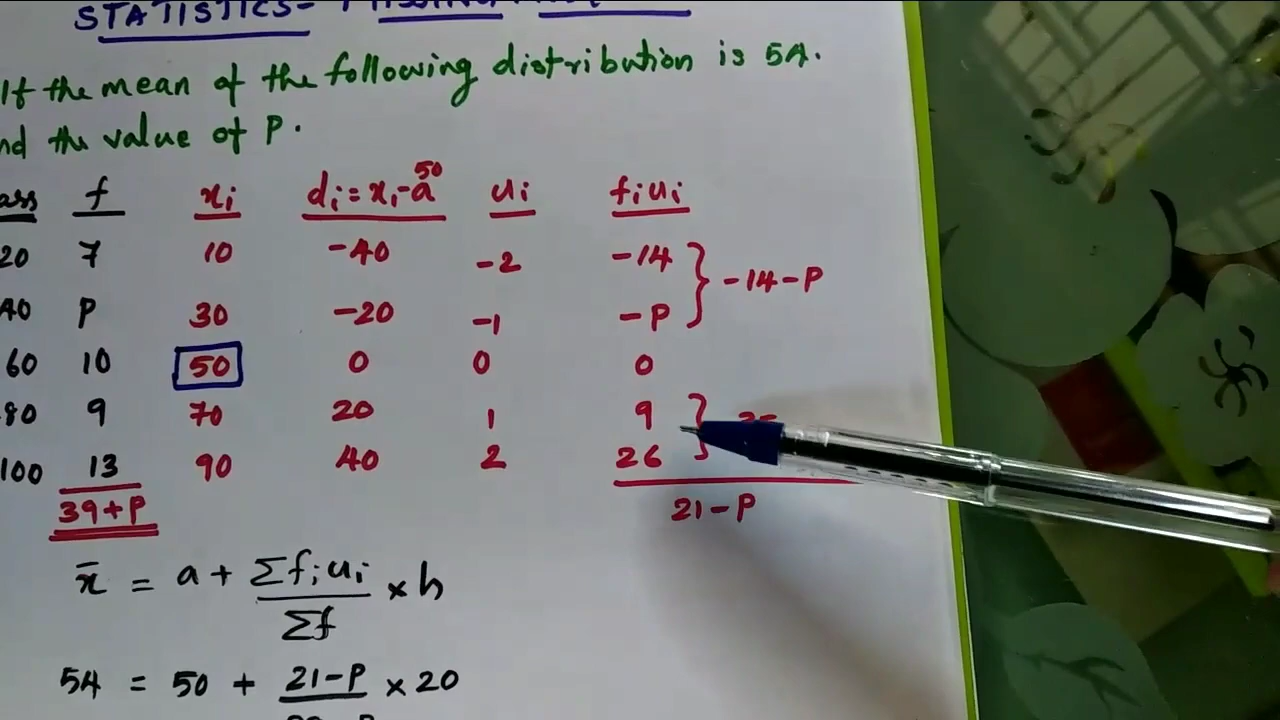 STATISTICS-
If the mean of the following distribution is 54.
nd the value of P.
ass f xi di = xi - a 50 ui fiui
20 7 10 -40 -2 -14
40 P 30 -20 -1 -P } -14-P
60 10 50 0 0 0
80 9 70 20 1 9
100 13 90 40 2 26
39+P 21-P
x̄ = a + Σfiui / Σf × h
54 = 50 + 21-P × 20